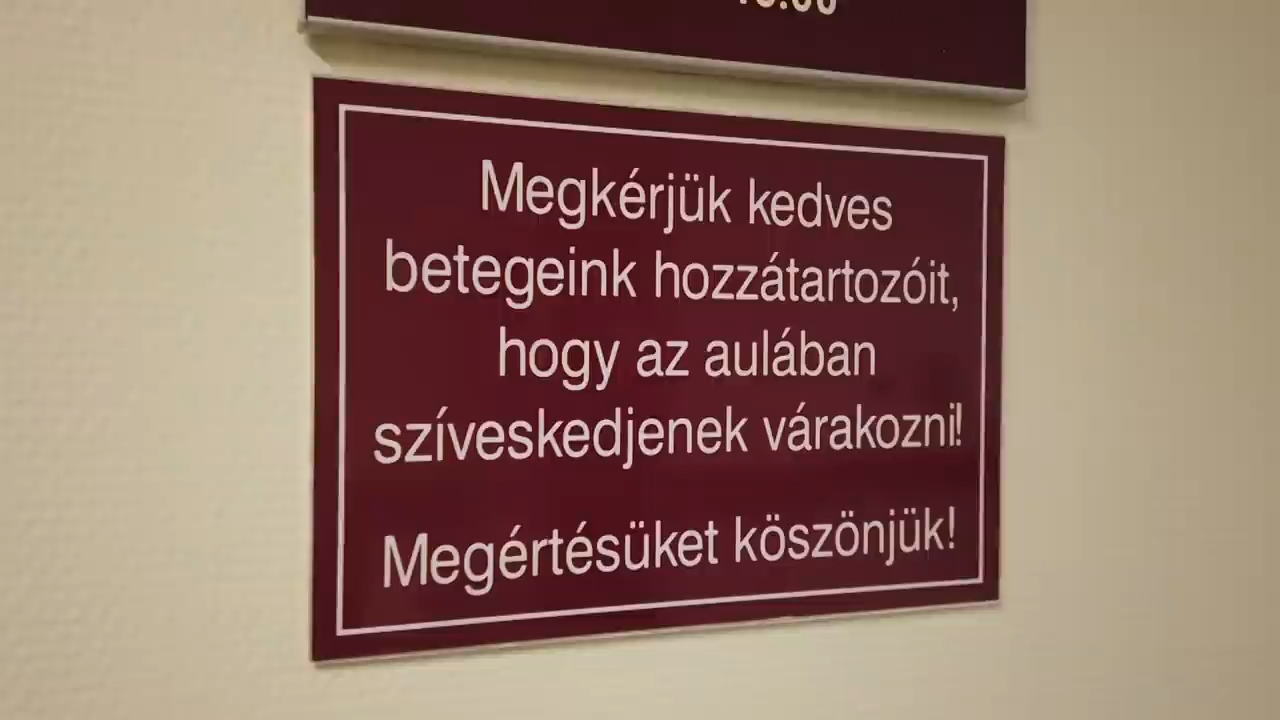 Megkérjük kedves
betegeink hozzátartozóit,
hogy az aulában
szíveskedjenek várakozni!
Megértésüket köszönjük!